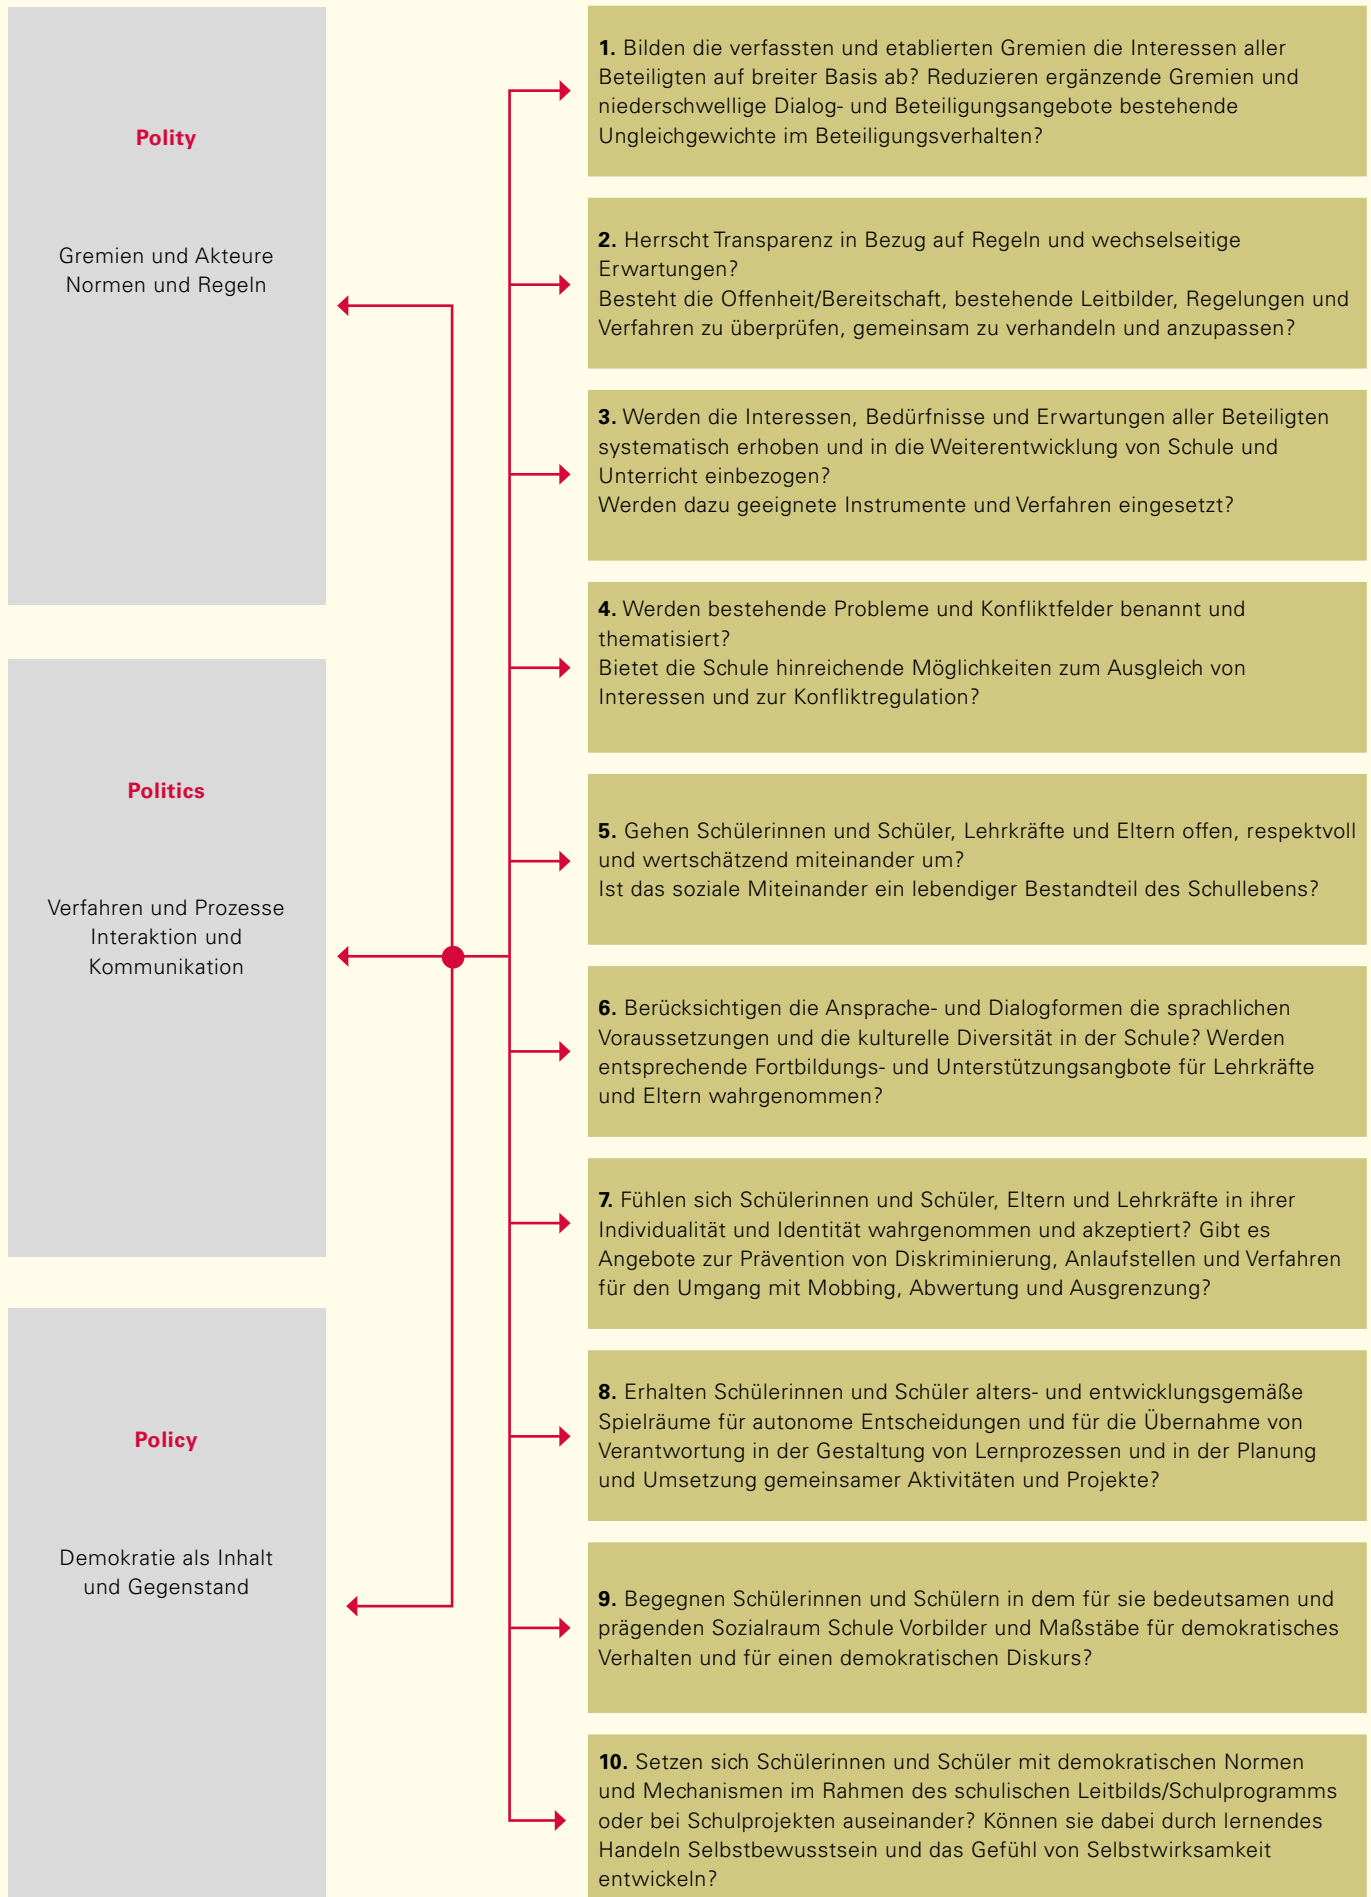 Polity
Gremien und Akteure
Normen und Regeln
Politics
Verfahren und Prozesse
Interaktion und
Kommunikation
Policy
Demokratie als Inhalt
und Gegenstand
1. Bilden die verfassten und etablierten Gremien die Interessen aller
Beteiligten auf breiter Basis ab? Reduzieren ergänzende Gremien und
niederschwellige Dialog- und Beteiligungsangebote bestehende
Ungleichgewichte im Beteiligungsverhalten?
2. Herrscht Transparenz in Bezug auf Regeln und wechselseitige
Erwartungen?
Besteht die Offenheit/Bereitschaft, bestehende Leitbilder, Regelungen und
Verfahren zu überprüfen, gemeinsam zu verhandeln und anzupassen?
3. Werden die Interessen, Bedürfnisse und Erwartungen aller Beteiligten
systematisch erhoben und in die Weiterentwicklung von Schule und
Unterricht einbezogen?
Werden dazu geeignete Instrumente und Verfahren eingesetzt?
4. Werden bestehende Probleme und Konfliktfelder benannt und
thematisiert?
Bietet die Schule hinreichende Möglichkeiten zum Ausgleich von
Interessen und zur Konfliktregulation?
5. Gehen Schülerinnen und Schüler, Lehrkräfte und Eltern offen, respektvoll
und wertschätzend miteinander um?
Ist das soziale Miteinander ein lebendiger Bestandteil des Schullebens?
6. Berücksichtigen die Ansprache- und Dialogformen die sprachlichen
Voraussetzungen und die kulturelle Diversität in der Schule? Werden
entsprechende Fortbildungs- und Unterstützungsangbote für Lehrkräfte
und Eltern wahrgenommen?
7. Fühlen sich Schülerinnen und Schüler, Eltern und Lehrkräfte in ihrer
Individualität und Identität wahrgenommen und akzeptiert? Gibt es
Angebote zur Prävention von Diskriminierung, Anlaufstellen und Verfahren
für den Umgang mit Mobbing, Abwertung und Ausgrenzung?
8. Erhalten Schülerinnen und Schüler alters- und entwicklungsgemäße
Spielräume für autonome Entscheidungen und für die Übernahme von
Verantwortung in der Gestaltung von Lernprozessen und in der Planung
und Umsetzung gemeinsamer Aktivitäten und Projekte?
9. Begegnen Schülerinnen und Schülern in dem für sie bedeutsamen und
prägenden Sozialraum Schule Vorbilder und Maßstäbe für demokratisches
Verhalten und für einen demokratischen Diskurs?
10. Setzen sich Schülerinnen und Schüler mit demokratischen Normen
und Mechanismen im Rahmen des schulischen Leitbilds/Schulprogramms
oder bei Schulprojekten auseinander? Können sie dabei durch lernendes
Handeln Selbstbewusstsein und das Gefühl von Selbstwirksamkeit
entwickeln?